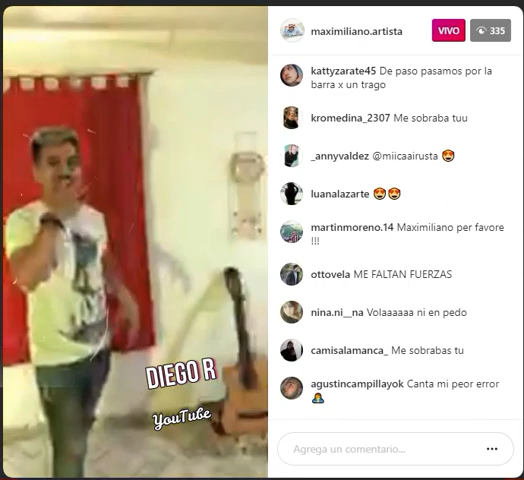 maximiliano.artista VIVO 335
kattyzarate45 De paso pasamos por la
barra x un trago
kromedina_2307 Me sobraba tuu
_annyvaldez @miicaairusta 😍
luanalazarte 😍😍
martinmoreno.14 Maximiliano per favore
!!!
ottovela ME FALTAN FUERZAS
nina.ni__na Volaaaaaa ni en pedo
camisalamanca_ Me sobrabas tu
agustincampillayok Canta mi peor error
🤦‍♂️
Agrega un comentario...
DIEGO R
YouTube